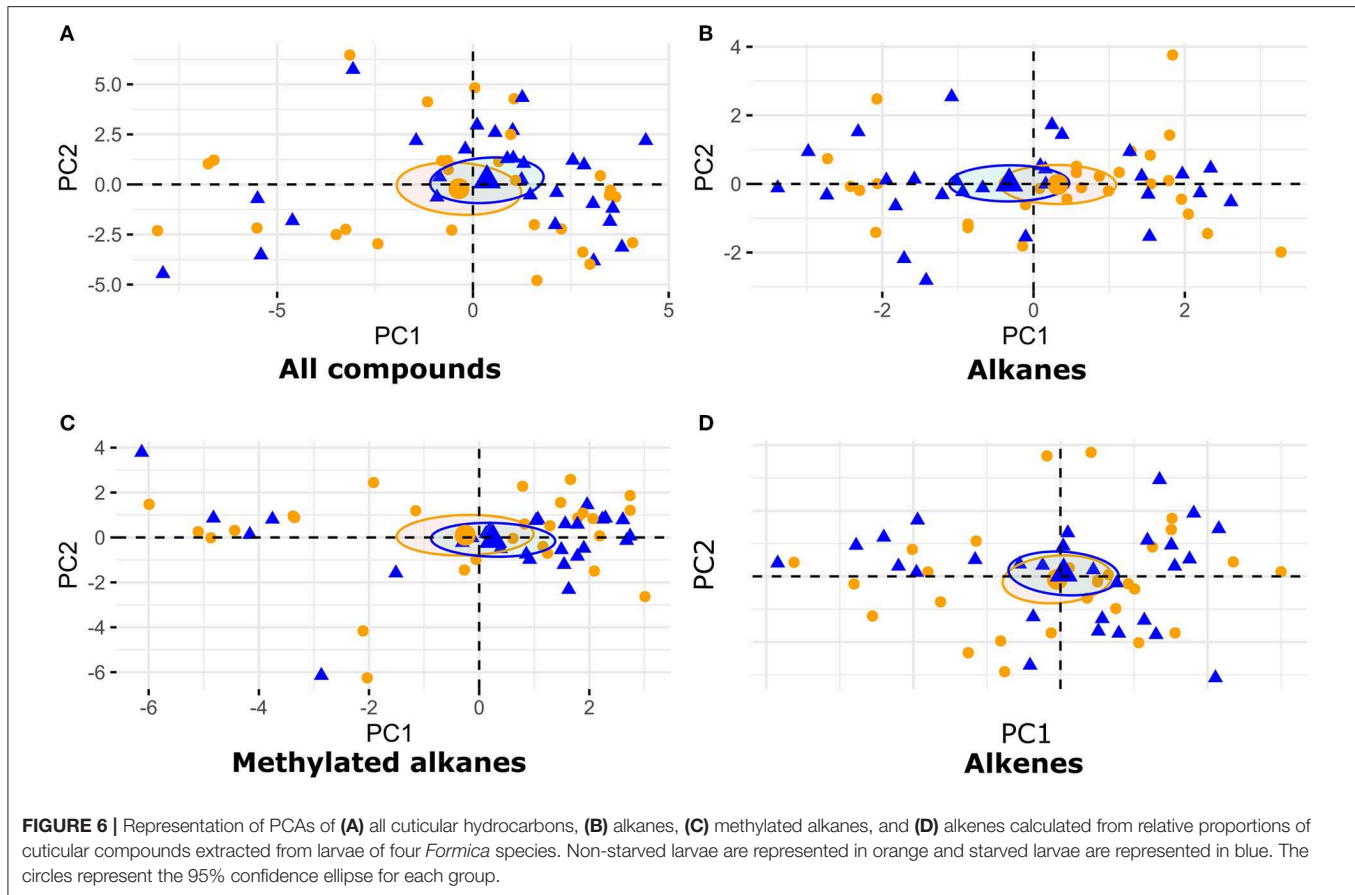 A
5.0
2.5
0.0
-2.5
-5.0
PC2
-5
0
5
PC1
All compounds
B
4
2
0
-2
PC2
-2
0
2
PC1
Alkanes
C
4
2
0
-2
-4
-6
PC2
-6
-4
-2
0
2
PC1
Methylated alkanes
D
PC2
PC1
Alkenes
FIGURE 6 | Representation of PCAs of (A) all cuticular hydrocarbons, (B) alkanes, (C) methylated alkanes, and (D) alkenes calculated from relative proportions of
cuticular compounds extracted from larvae of four Formica species. Non-starved larvae are represented in orange and starved larvae are represented in blue. The
circles represent the 95% confidence ellipse for each group.